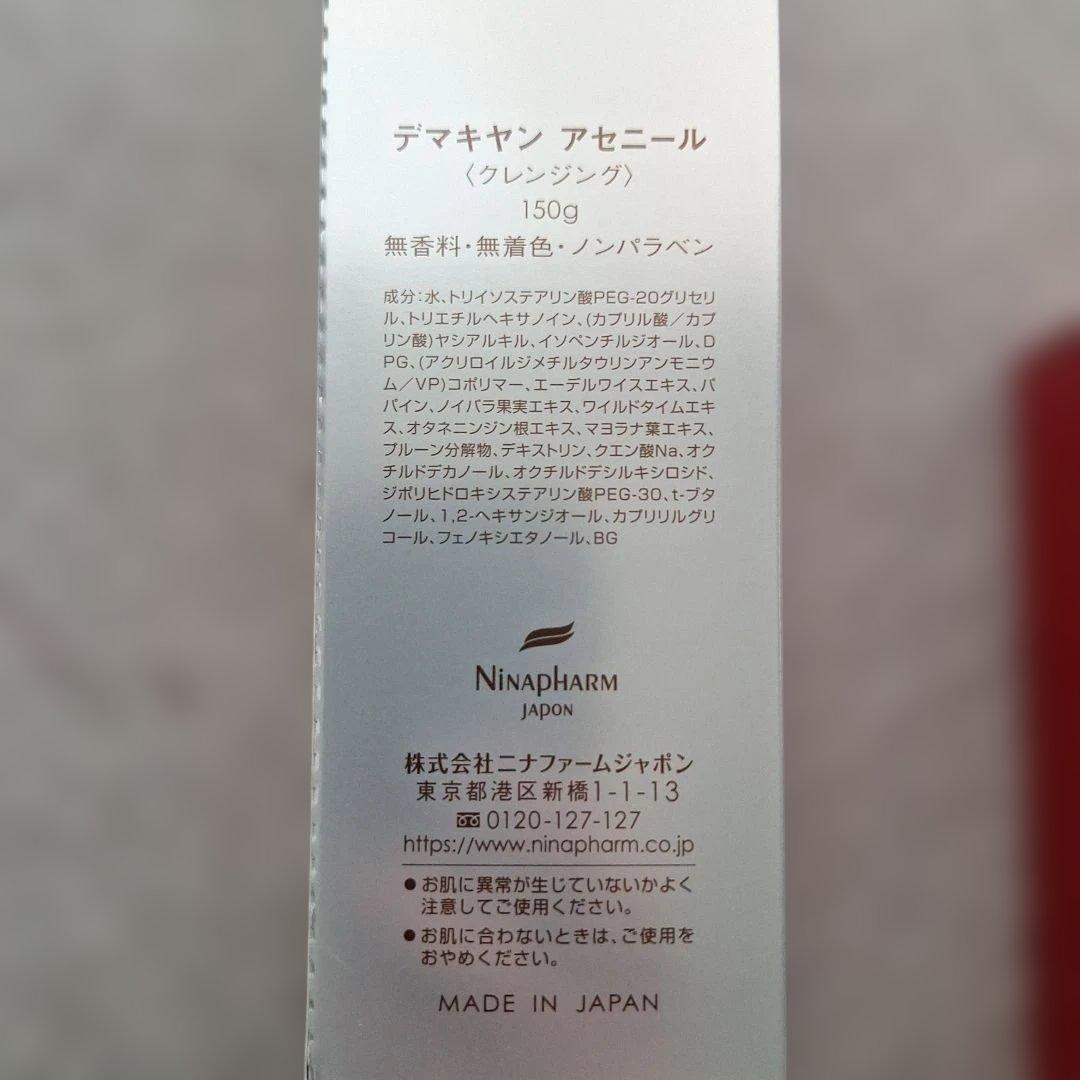 デマキヤン アセニール
〈クレンジング〉
150g
無香料・無着色・ノンパラベン
成分:水、トリイソステアリン酸PEG-20グリセリ
ル、トリエチルヘキサノイン、(カプリル酸／カプ
リン酸)ヤシアルキル、イソペンチルジオール、D
PG、(アクリロイルジメチルタウリンアンモニウ
ム／VP)コポリマー、エーデルワイスエキス、パ
パイン、ノイバラ果実エキス、ワイルドタイムエキ
ス、オタネニンジン根エキス、マヨラナ葉エキス、
プルーン分解物、デキストリン、クエン酸Na、オク
チルドデカノール、オクチルドデシルキシロシド、
ジポリヒドロキシステアリン酸PEG-30、t-ブタ
ノール、1,2-ヘキサンジオール、カプリリルグリ
コール、フェノキシエタノール、BG
NINAPHARM
JAPON
株式会社ニナファームジャポン
東京都港区新橋1-1-13
0120-127-127
https://www.ninapharm.co.jp
●お肌に異常が生じていないかよく
注意してご使用ください。
●お肌に合わないときは、ご使用を
おやめください。
MADE IN JAPAN